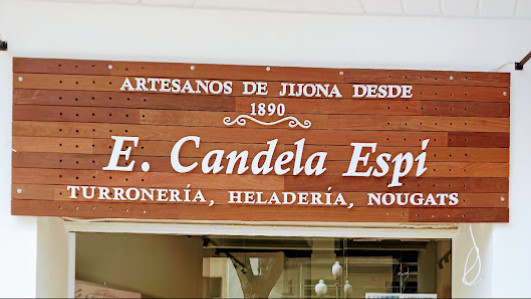 ARTESANOS DE JIJONA DESDE
1890
E. Candela Espí
TURRONERÍA, HELADERÍA, NOUGATS